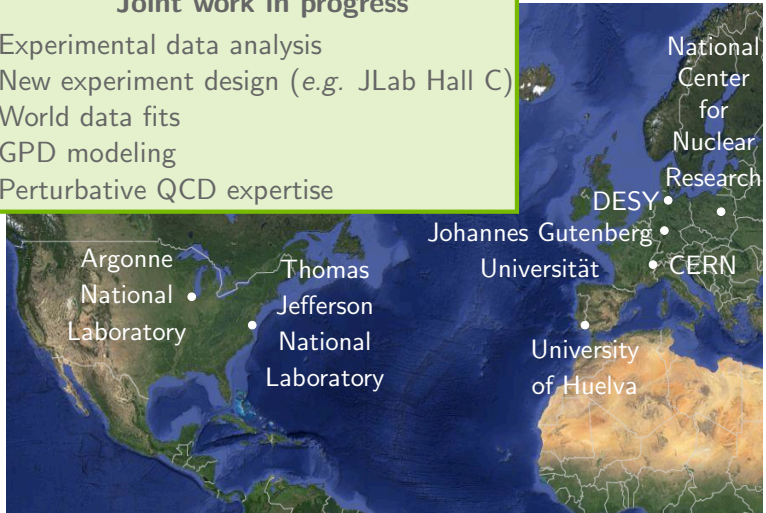 Joint work in progress
Experimental data analysis
New experiment design (e.g. JLab Hall C)
World data fits
GPD modeling
Perturbative QCD expertise
National
Center
for
Nuclear
Research
DESY
Johannes Gutenberg
Universität
CERN
Argonne
National
Laboratory
Thomas
Jefferson
National
Laboratory
University
of Huelva